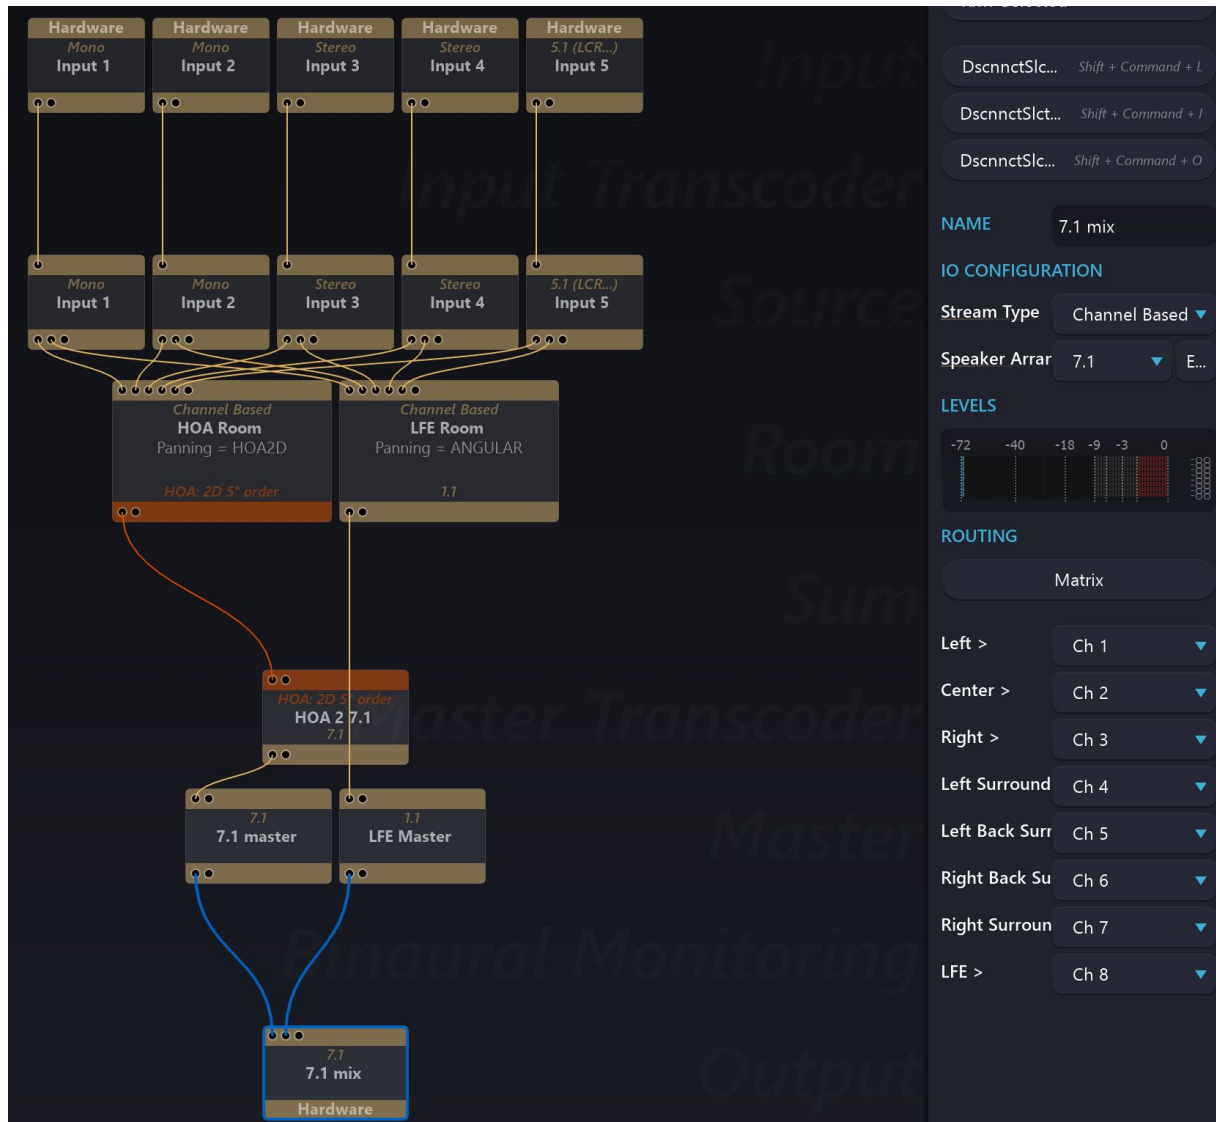 Hardware Hardware Hardware Hardware Hardware
Mono Mono Stereo Stereo 5.1 (LCR...)
Input 1 Input 2 Input 3 Input 4 Input 5
Input
Input Transcoder
Mono Mono Stereo Stereo 5.1 (LCR...)
Input 1 Input 2 Input 3 Input 4 Input 5
Source
Channel Based Channel Based
HOA Room LFE Room
Panning = HOA2D Panning = ANGULAR
Room
HOA: 2D 5° order 1.1
Sum
HOA: 2D 5° order
HOA 2 7.1
7.1
Master Transcoder
7.1 1.1
7.1 master LFE Master
Master
Binaural Monitoring
7.1
7.1 mix
Hardware
Output
DscnnctSlc... Shift + Command + L
DscnnctSlct... Shift + Command + I
DscnnctSlc... Shift + Command + O
NAME 7.1 mix
IO CONFIGURATION
Stream Type Channel Based
Speaker Arrar 7.1 E...
LEVELS
-72 -40 -18 -9 -3 0
ROUTING
Matrix
Left > Ch 1
Center > Ch 2
Right > Ch 3
Left Surround Ch 4
Left Back Surr Ch 5
Right Back Su Ch 6
Right Surroun Ch 7
LFE > Ch 8